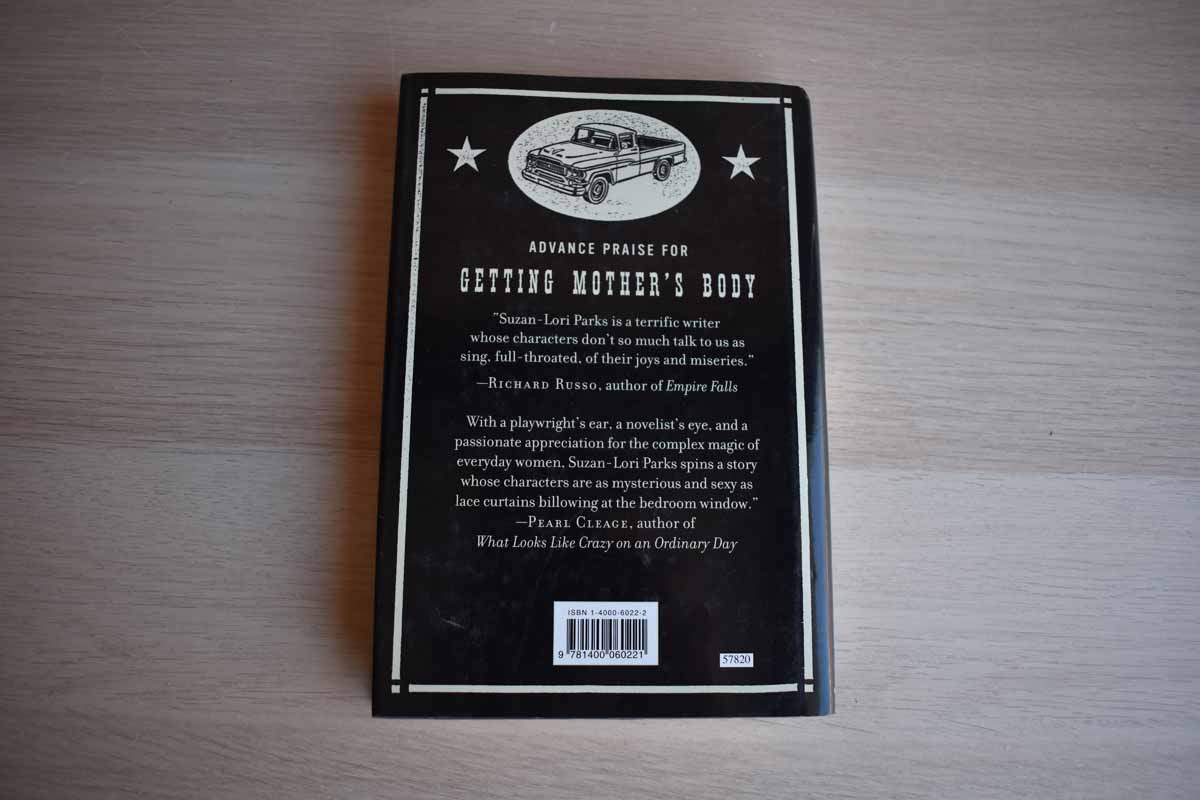 ADVANCE PRAISE FOR
GETTING MOTHER'S BODY
"Suzan-Lori Parks is a terrific writer
whose characters don't so much talk to us as
sing, full-throated, of their joys and miseries."
—RICHARD RUSSO, author of Empire Falls
With a playwright's ear, a novelist's eye, and a
passionate appreciation for the complex magic of
everyday women, Suzan-Lori Parks spins a story
whose characters are as mysterious and sexy as
lace curtains billowing at the bedroom window."
—PEARL CLEAGE, author of
What Looks Like Crazy on an Ordinary Day
ISBN 1-4000-6022-2
9 781400 060221
57820